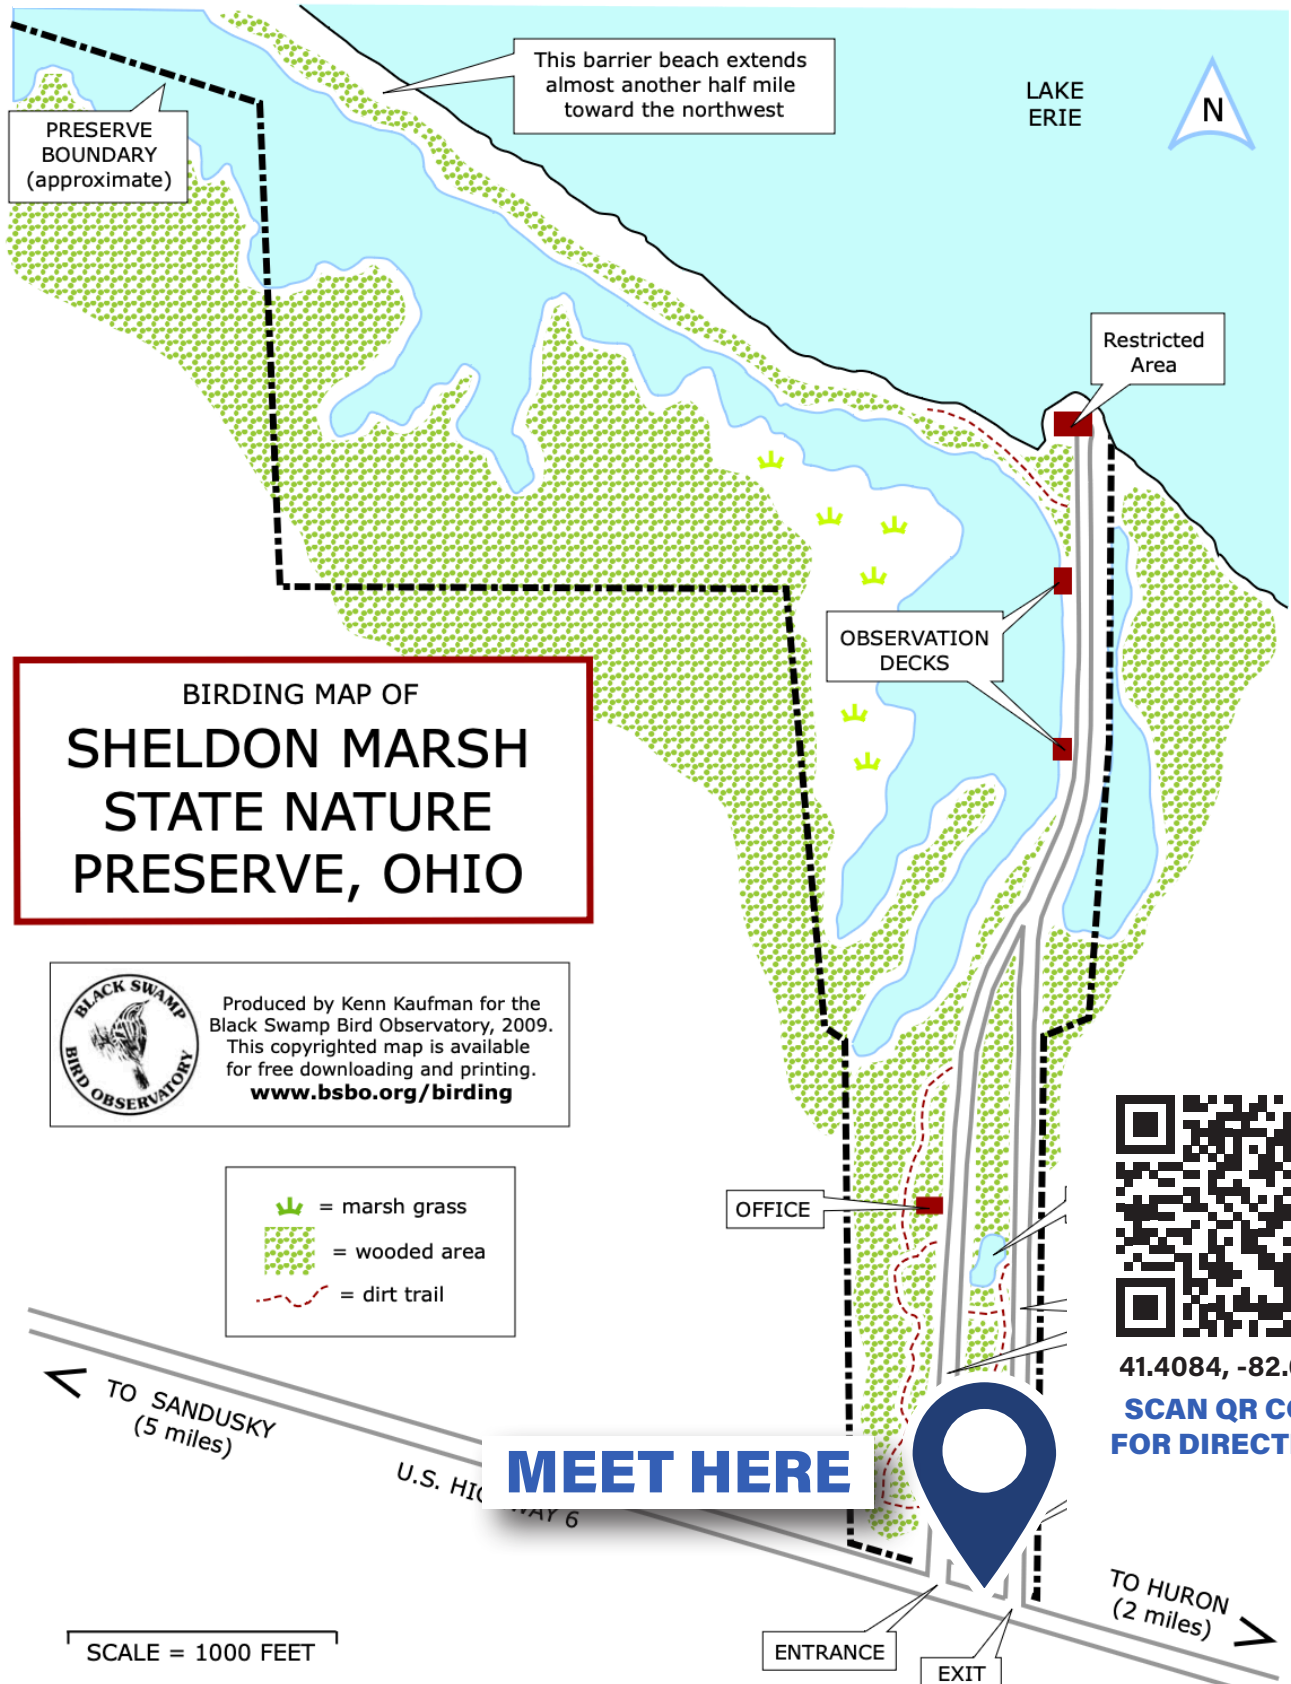 This barrier beach extends
almost another half mile
toward the northwest
LAKE
ERIE
N
PRESERVE
BOUNDARY
(approximate)
Restricted
Area
OBSERVATION
DECKS
BIRDING MAP OF
SHELDON MARSH
STATE NATURE
PRESERVE, OHIO
BLACK SWAMP
BIRD OBSERVATORY
Produced by Kenn Kaufman for the
Black Swamp Bird Observatory, 2009.
This copyrighted map is available
for free downloading and printing.
www.bsbo.org/birding
= marsh grass
= wooded area
= dirt trail
OFFICE
41.4084, -82.
SCAN QR
FOR
TO SANDUSKY
(5 miles)
U.S.
6
MEET HERE
TO HURON
(2 miles)
ENTRANCE
EXIT
SCALE = 1000 FEET